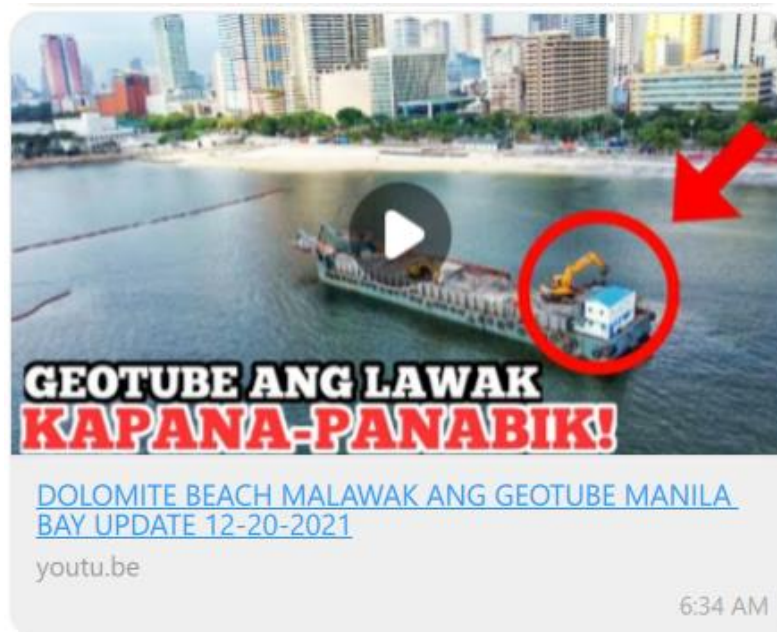 GEOTUBE ANG LAWAK
KAPANA-PANABIK!
DOLOMITE BEACH MALAWAK ANG GEOTUBE MANILA
BAY UPDATE 12-20-2021
youtu.be
6:34 AM